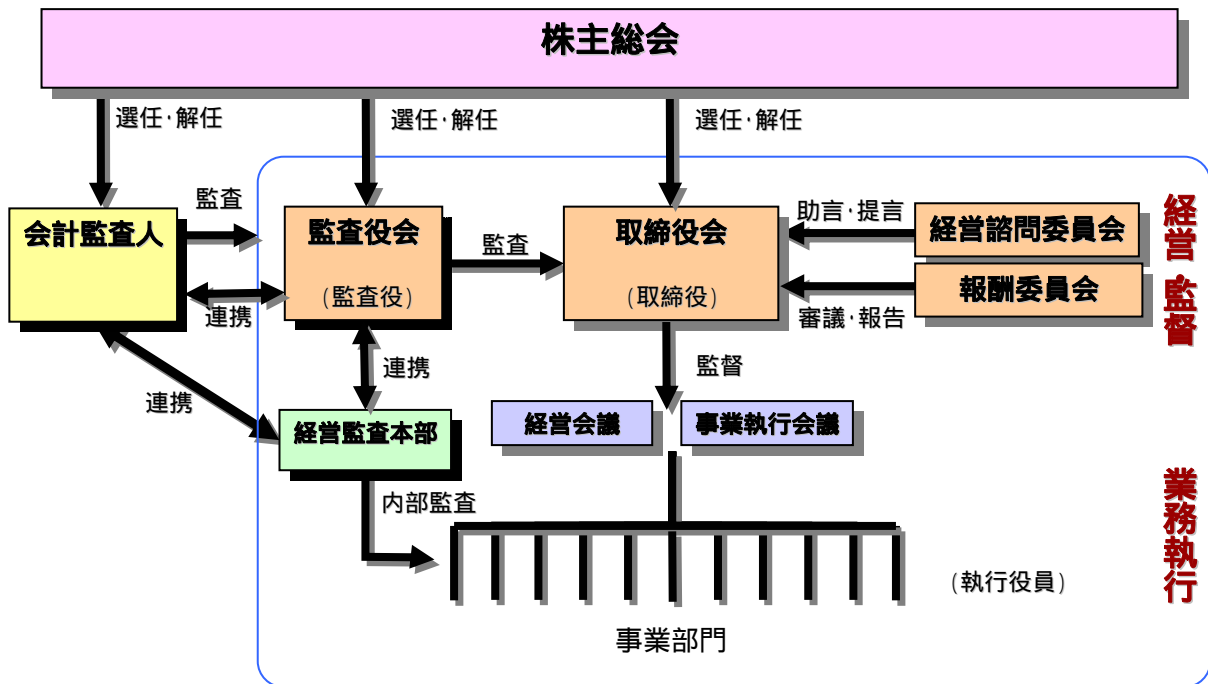 株主総会
選任・解任
選任・解任
選任・解任
会計監査人
監査
監査役会
(監査役)
監査
取締役会
(取締役)
助言・提言
経営諮問委員会
報酬委員会
審議・報告
経営・監督
連携
連携
連携
監督
経営監査本部
経営会議
事業執行会議
内部監査
業務執行
(執行役員)
事業部門